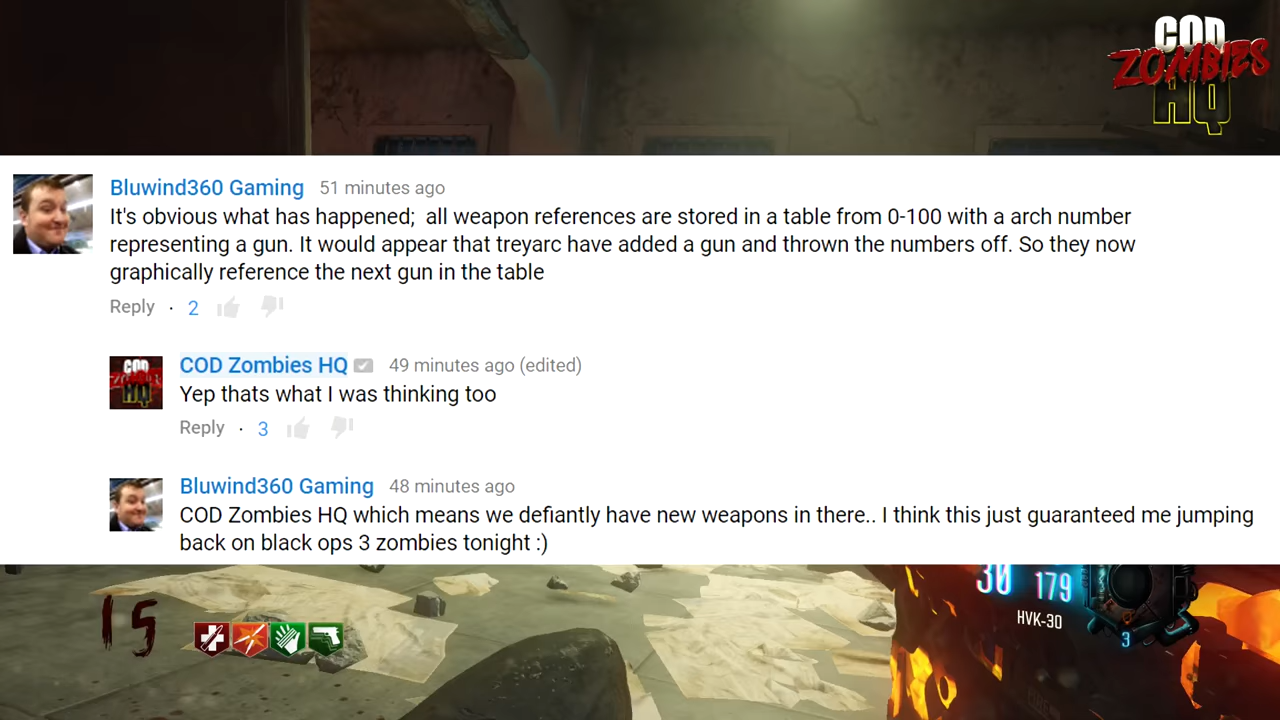 COD
ZOMBIES
HQ
Bluwind360 Gaming 51 minutes ago
It's obvious what has happened;  all weapon references are stored in a table from 0-100 with a arch number
representing a gun. It would appear that treyarc have added a gun and thrown the numbers off. So they now
graphically reference the next gun in the table
Reply · 2
COD
ZOMBIES
HQ
COD Zombies HQ 49 minutes ago (edited)
Yep thats what I was thinking too
Reply · 3
Bluwind360 Gaming 48 minutes ago
COD Zombies HQ which means we defiantly have new weapons in there.. I think this just guaranteed me jumping
back on black ops 3 zombies tonight :)
15
30 179
HVK-30
3